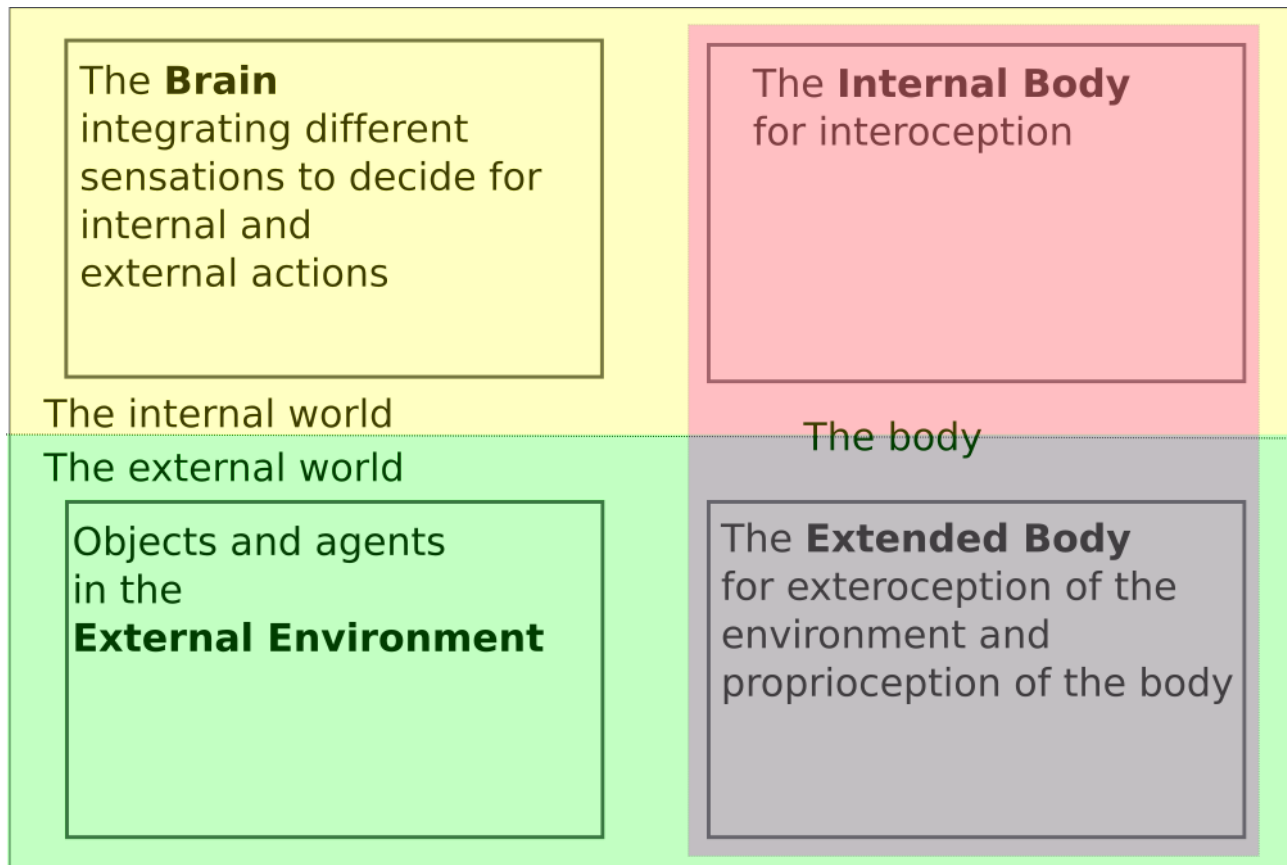 The Brain
integrating different
sensations to decide for
internal and
external actions
The Internal Body
for interoception
The internal world
The body
The external world
Objects and agents
in the
External Environment
The Extended Body
for exteroception of the
environment and
proprioception of the body